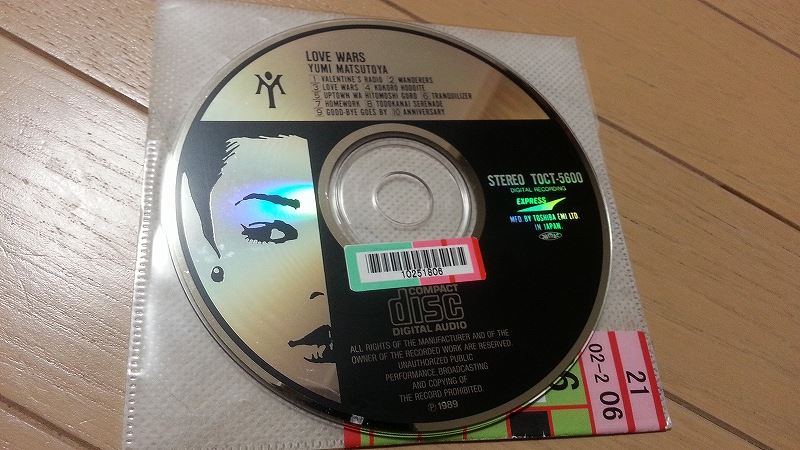 LOVE WARS
YUMI MATSUTOYA
1 VALENTINE'S RADIO 2 WANDERERS
3 LOVE WARS 4 KOKORO HODOITE
5 UPTOWN WA HITOMOSHI GORO 6 TRANQUILIZER
7 HOMEWORK 8 TODOKANAI SERENADE
9 GOOD-BYE GOES BY 10 ANNIVERSARY
STEREO TOCT-5600
DIGITAL RECORDING
EXPRESS
MFD BY TOSHIBA EMI LTD.
IN JAPAN.
10251806
COMPACT
disc
DIGITAL AUDIO
ALL RIGHTS OF THE MANUFACTURER AND OF THE
OWNER OF THE RECORDED WORK ARE RESERVED.
UNAUTHORIZED PUBLIC
PERFORMANCE, BROADCASTING
AND COPYING OF
THE RECORD PROHIBITED.
℗ 1989
21
02-2 06
6